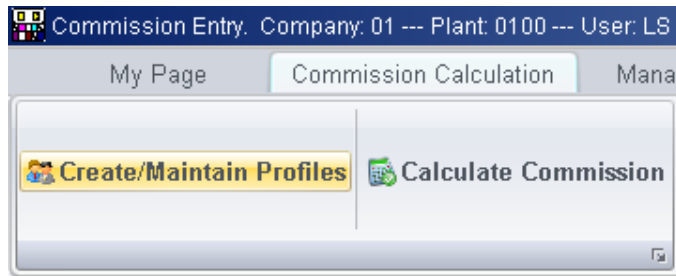 Commission Entry. Company: 01 --- Plant: 0100 --- User: LS
My Page Commission Calculation Mana
Create/Maintain Profiles Calculate Commission